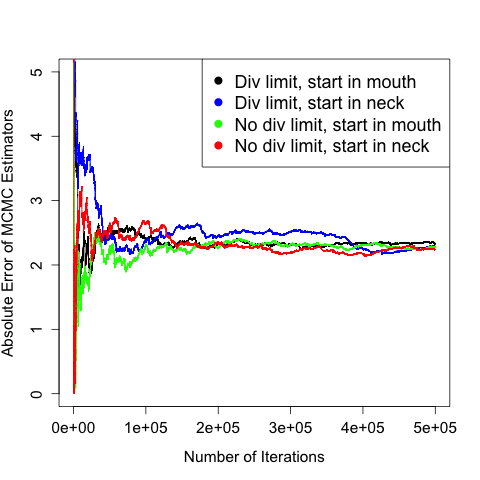 Div limit, start in mouth
Div limit, start in neck
No div limit, start in mouth
No div limit, start in neck
Absolute Error of MCMC Estimators
5
4
3
2
1
0
0e+00 1e+05 2e+05 3e+05 4e+05 5e+05
Number of Iterations